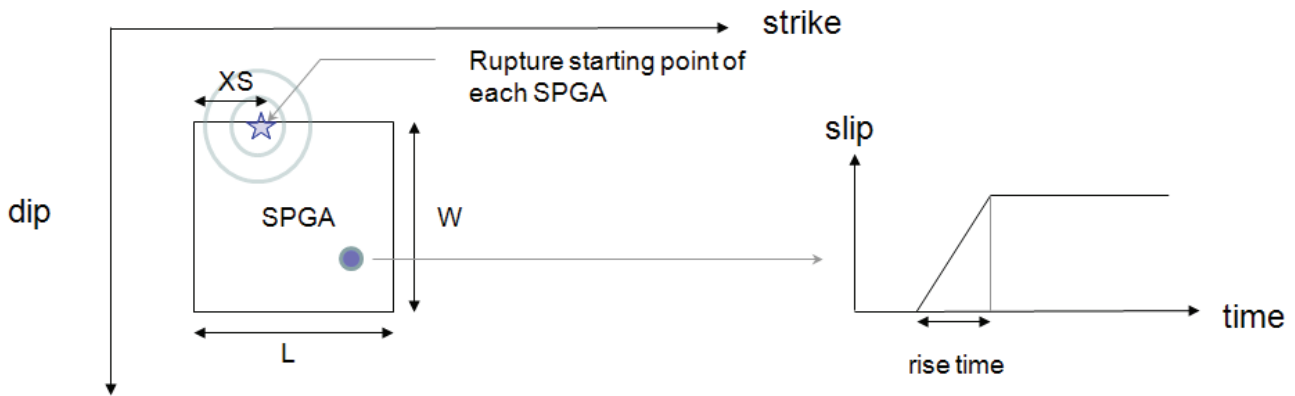 strike
XS
Rupture starting point of
each SPGA
slip
dip
SPGA
W
L
time
rise time